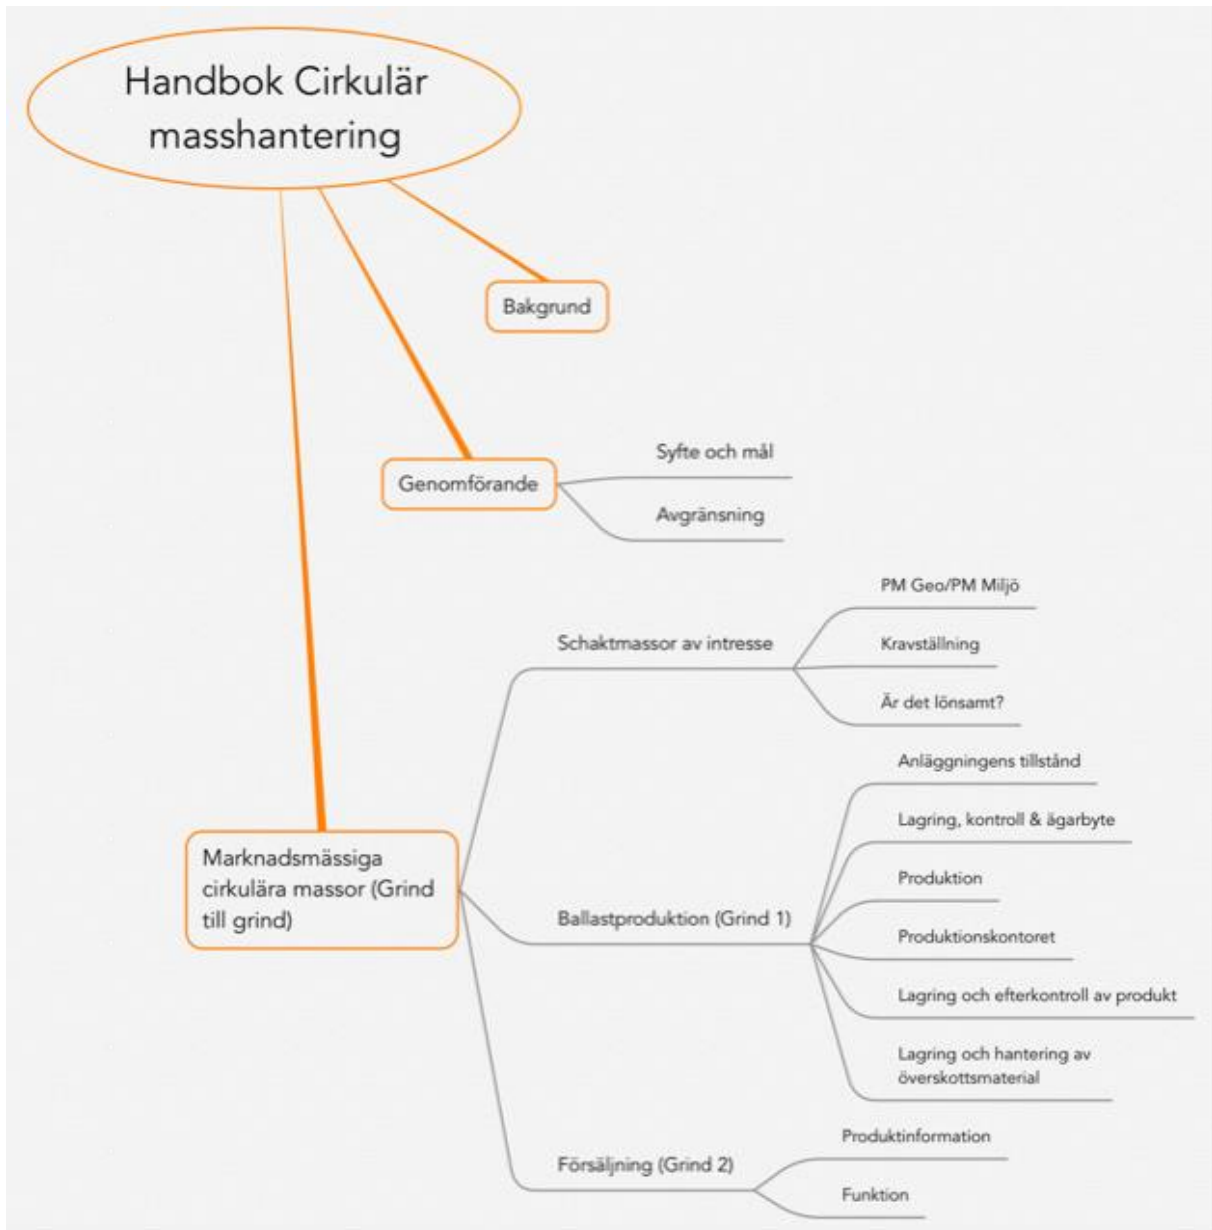 Handbok Cirkulär
masshantering
Bakgrund
Genomförande
Syfte och mål
Avgränsning
Marknadsmässiga
cirkulära massor (Grind
till grind)
Schaktmassor av intresse
PM Geo/PM Miljö
Kravställning
Är det lönsamt?
Ballastproduktion (Grind 1)
Anläggningens tillstånd
Lagring, kontroll & ägarbyte
Produktion
Produktionskontoret
Lagring och efterkontroll av produkt
Lagring och hantering av
överskottsmaterial
Försäljning (Grind 2)
Produktinformation
Funktion